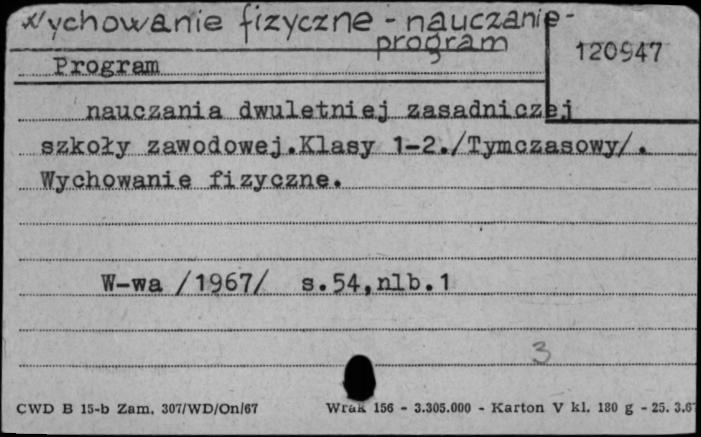 Wychowanie fizyczne - nauczanie -
program
120947
Program
nauczania dwuletniej zasadniczej
szkoły zawodowej.Klasy 1-2./Tymczasowy/.
Wychowanie fizyczne.
W-wa /1967/ s.54,nlb.1
3
CWD B 15-b Zam. 307/WD/On/67 Wrak 156 - 3.305.000 - Karton V kl. 180 g - 25. 3.67